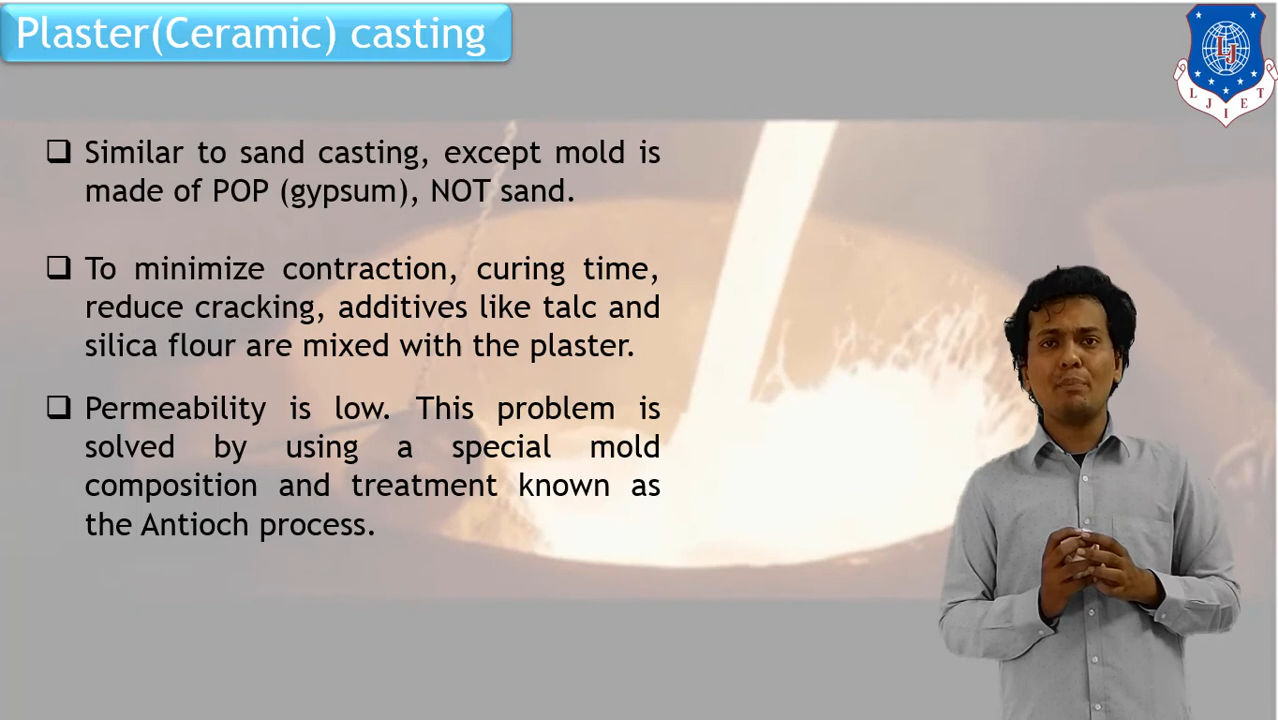 Plaster(Ceramic) casting
LJ
L J I E T
❑ Similar to sand casting, except mold is
made of POP (gypsum), NOT sand.
❑ To minimize contraction, curing time,
reduce cracking, additives like talc and
silica flour are mixed with the plaster.
❑ Permeability is low. This problem is
solved by using a special mold
composition and treatment known as
the Antioch process.